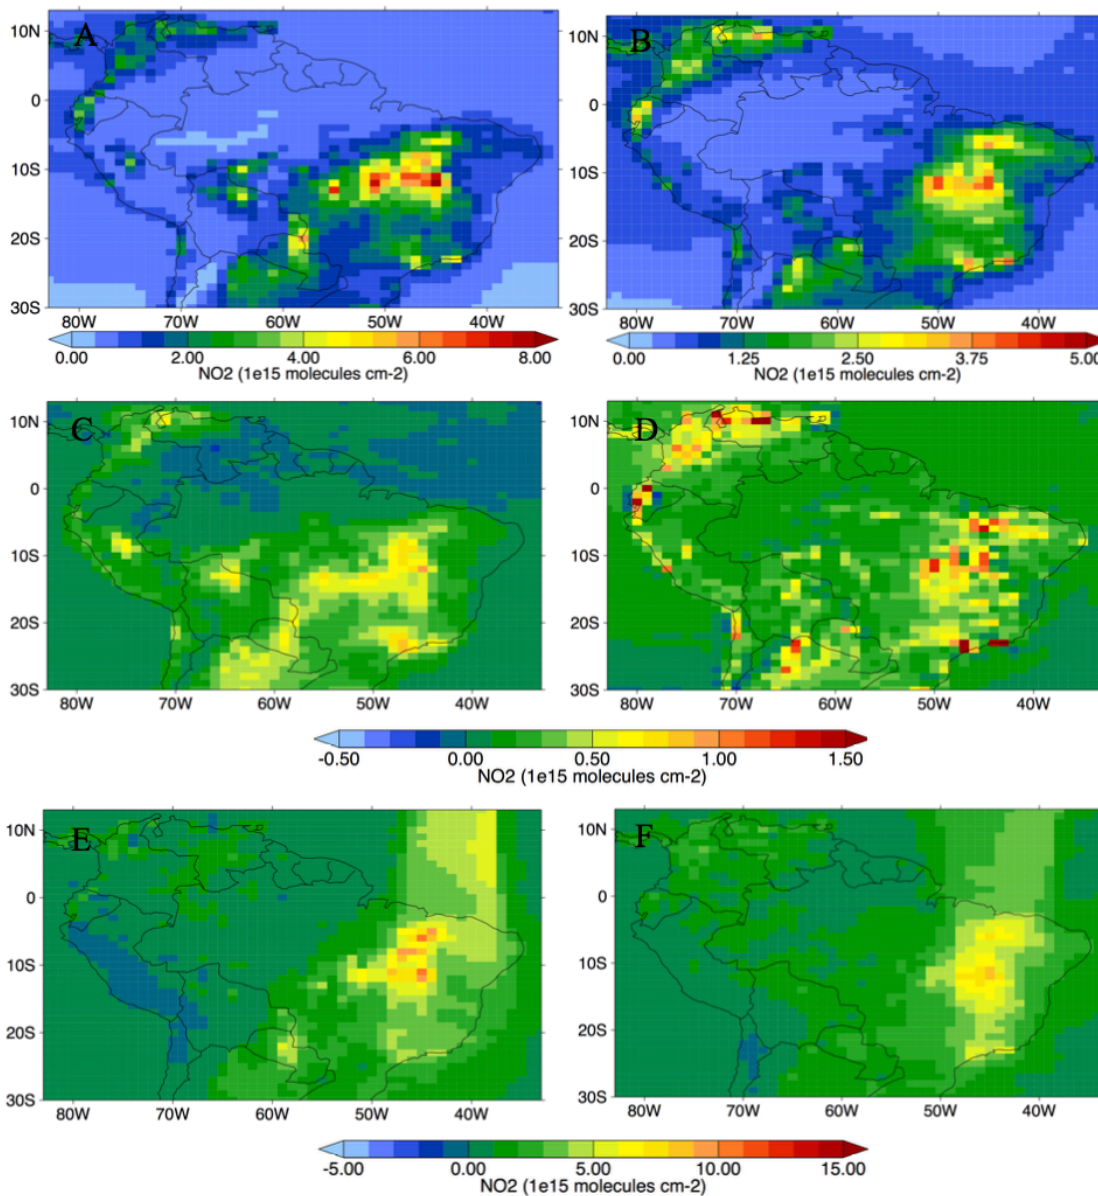 A B
10N 10N
0 0
10S 10S
20S 20S
30S 30S
80W 70W 60W 50W 40W 80W 70W 60W 50W 40W
0.00 2.00 4.00 6.00 8.00 0.00 1.25 2.50 3.75 5.00
NO2 (1e15 molecules cm-2) NO2 (1e15 molecules cm-2)
C D
10N 10N
0 0
10S 10S
20S 20S
30S 30S
80W 70W 60W 50W 40W 80W 70W 60W 50W 40W
-0.50 0.00 0.50 1.00 1.50
NO2 (1e15 molecules cm-2)
E F
10N 10N
0 0
10S 10S
20S 20S
30S 30S
80W 70W 60W 50W 40W 80W 70W 60W 50W 40W
-5.00 0.00 5.00 10.00 15.00
NO2 (1e15 molecules cm-2)